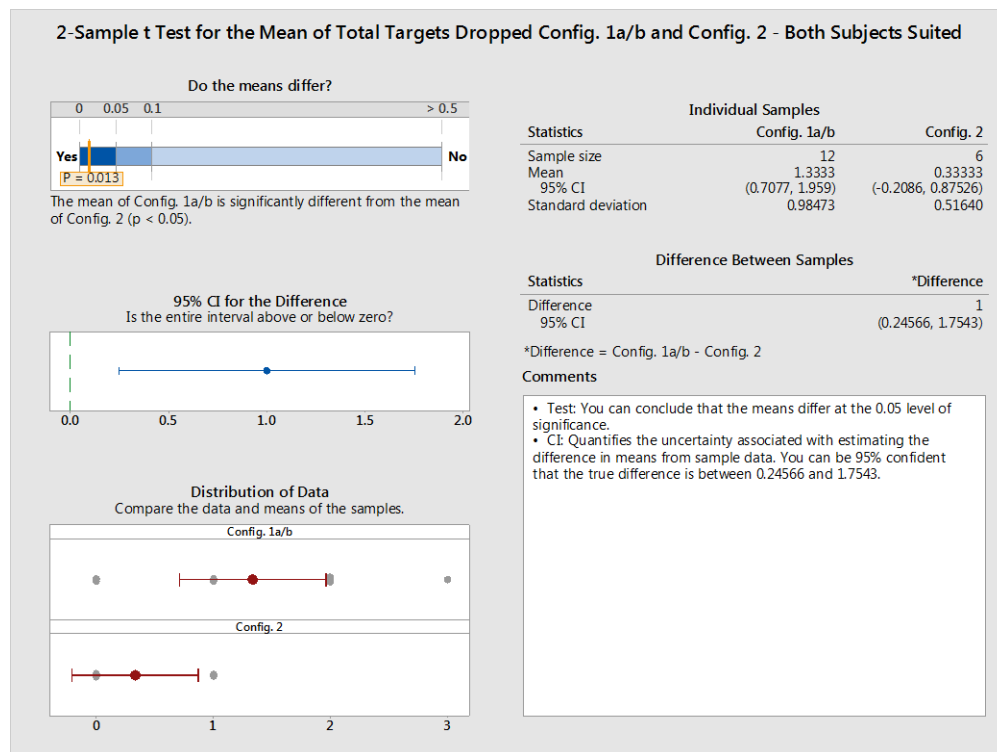 2-Sample t Test for the Mean of Total Targets Dropped Config. 1a/b and Config. 2 - Both Subjects Suited
Do the means differ?
0 0.05 0.1 > 0.5
Yes No
P = 0.013
The mean of Config. 1a/b is significantly different from the mean
of Config. 2 (p < 0.05).
95% CI for the Difference
Is the entire interval above or below zero?
0.0 0.5 1.0 1.5 2.0
Distribution of Data
Compare the data and means of the samples.
Config. 1a/b
Config. 2
0 1 2 3
Individual Samples
Statistics Config. 1a/b Config. 2
Sample size 12 6
Mean 1.3333 0.33333
95% CI (0.7077, 1.959) (-0.2086, 0.87526)
Standard deviation 0.98473 0.51640
Difference Between Samples
Statistics *Difference
Difference 1
95% CI (0.24566, 1.7543)
*Difference = Config. 1a/b - Config. 2
Comments
• Test: You can conclude that the means differ at the 0.05 level of
significance.
• CI: Quantifies the uncertainty associated with estimating the
difference in means from sample data. You can be 95% confident
that the true difference is between 0.24566 and 1.7543.